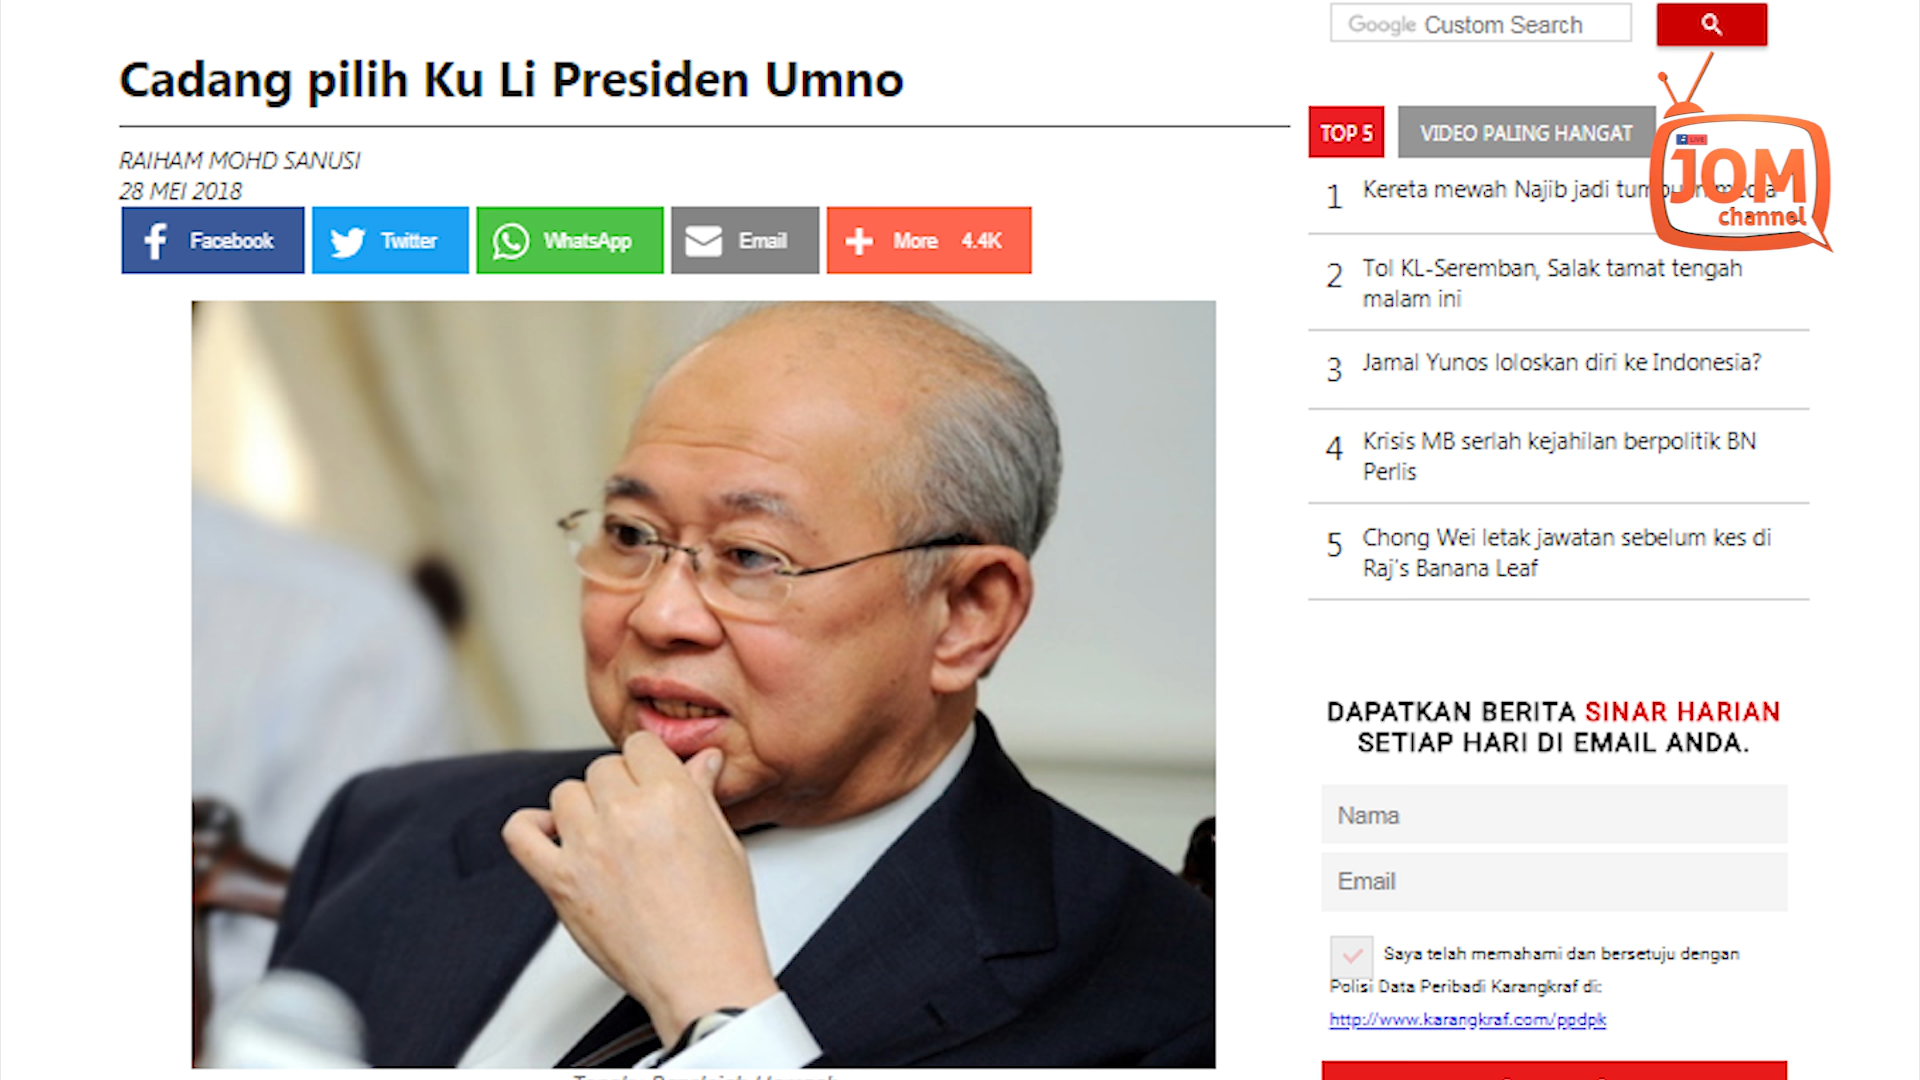 Google Custom Search
Cadang pilih Ku Li Presiden Umno
RAIHAM MOHD SANUSI
28 MEI 2018
Facebook
Twitter
WhatsApp
Email
More 4.4K
TOP 5
VIDEO PALING HANGAT
LIVE
JOM
channel
1 Kereta mewah Najib jadi
2 Tol KL-Seremban, Salak tamat tengah
malam ini
3 Jamal Yunos loloskan diri ke Indonesia?
4 Krisis MB serlah kejahilan berpolitik BN
Perlis
5 Chong Wei letak jawatan sebelum kes di
Raj's Banana Leaf
DAPATKAN BERITA SINAR HARIAN
SETIAP HARI DI EMAIL ANDA.
Nama
Email
Saya telah memahami dan bersetuju dengan
Polisi Data Peribadi Karangkraf di:
http://www.karangkraf.com/ppdpk